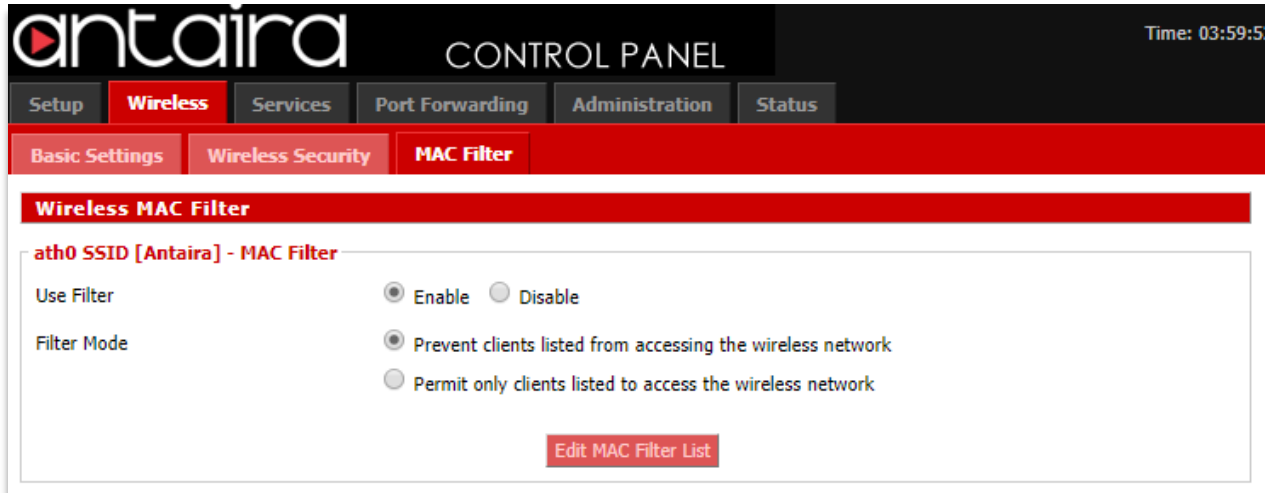 antaira
CONTROL PANEL
Time: 03:59:5
Setup Wireless Services Port Forwarding Administration Status
Basic Settings Wireless Security MAC Filter
Wireless MAC Filter
ath0 SSID [Antaira] - MAC Filter
Use Filter Enable Disable
Filter Mode Prevent clients listed from accessing the wireless network
Permit only clients listed to access the wireless network
Edit MAC Filter List